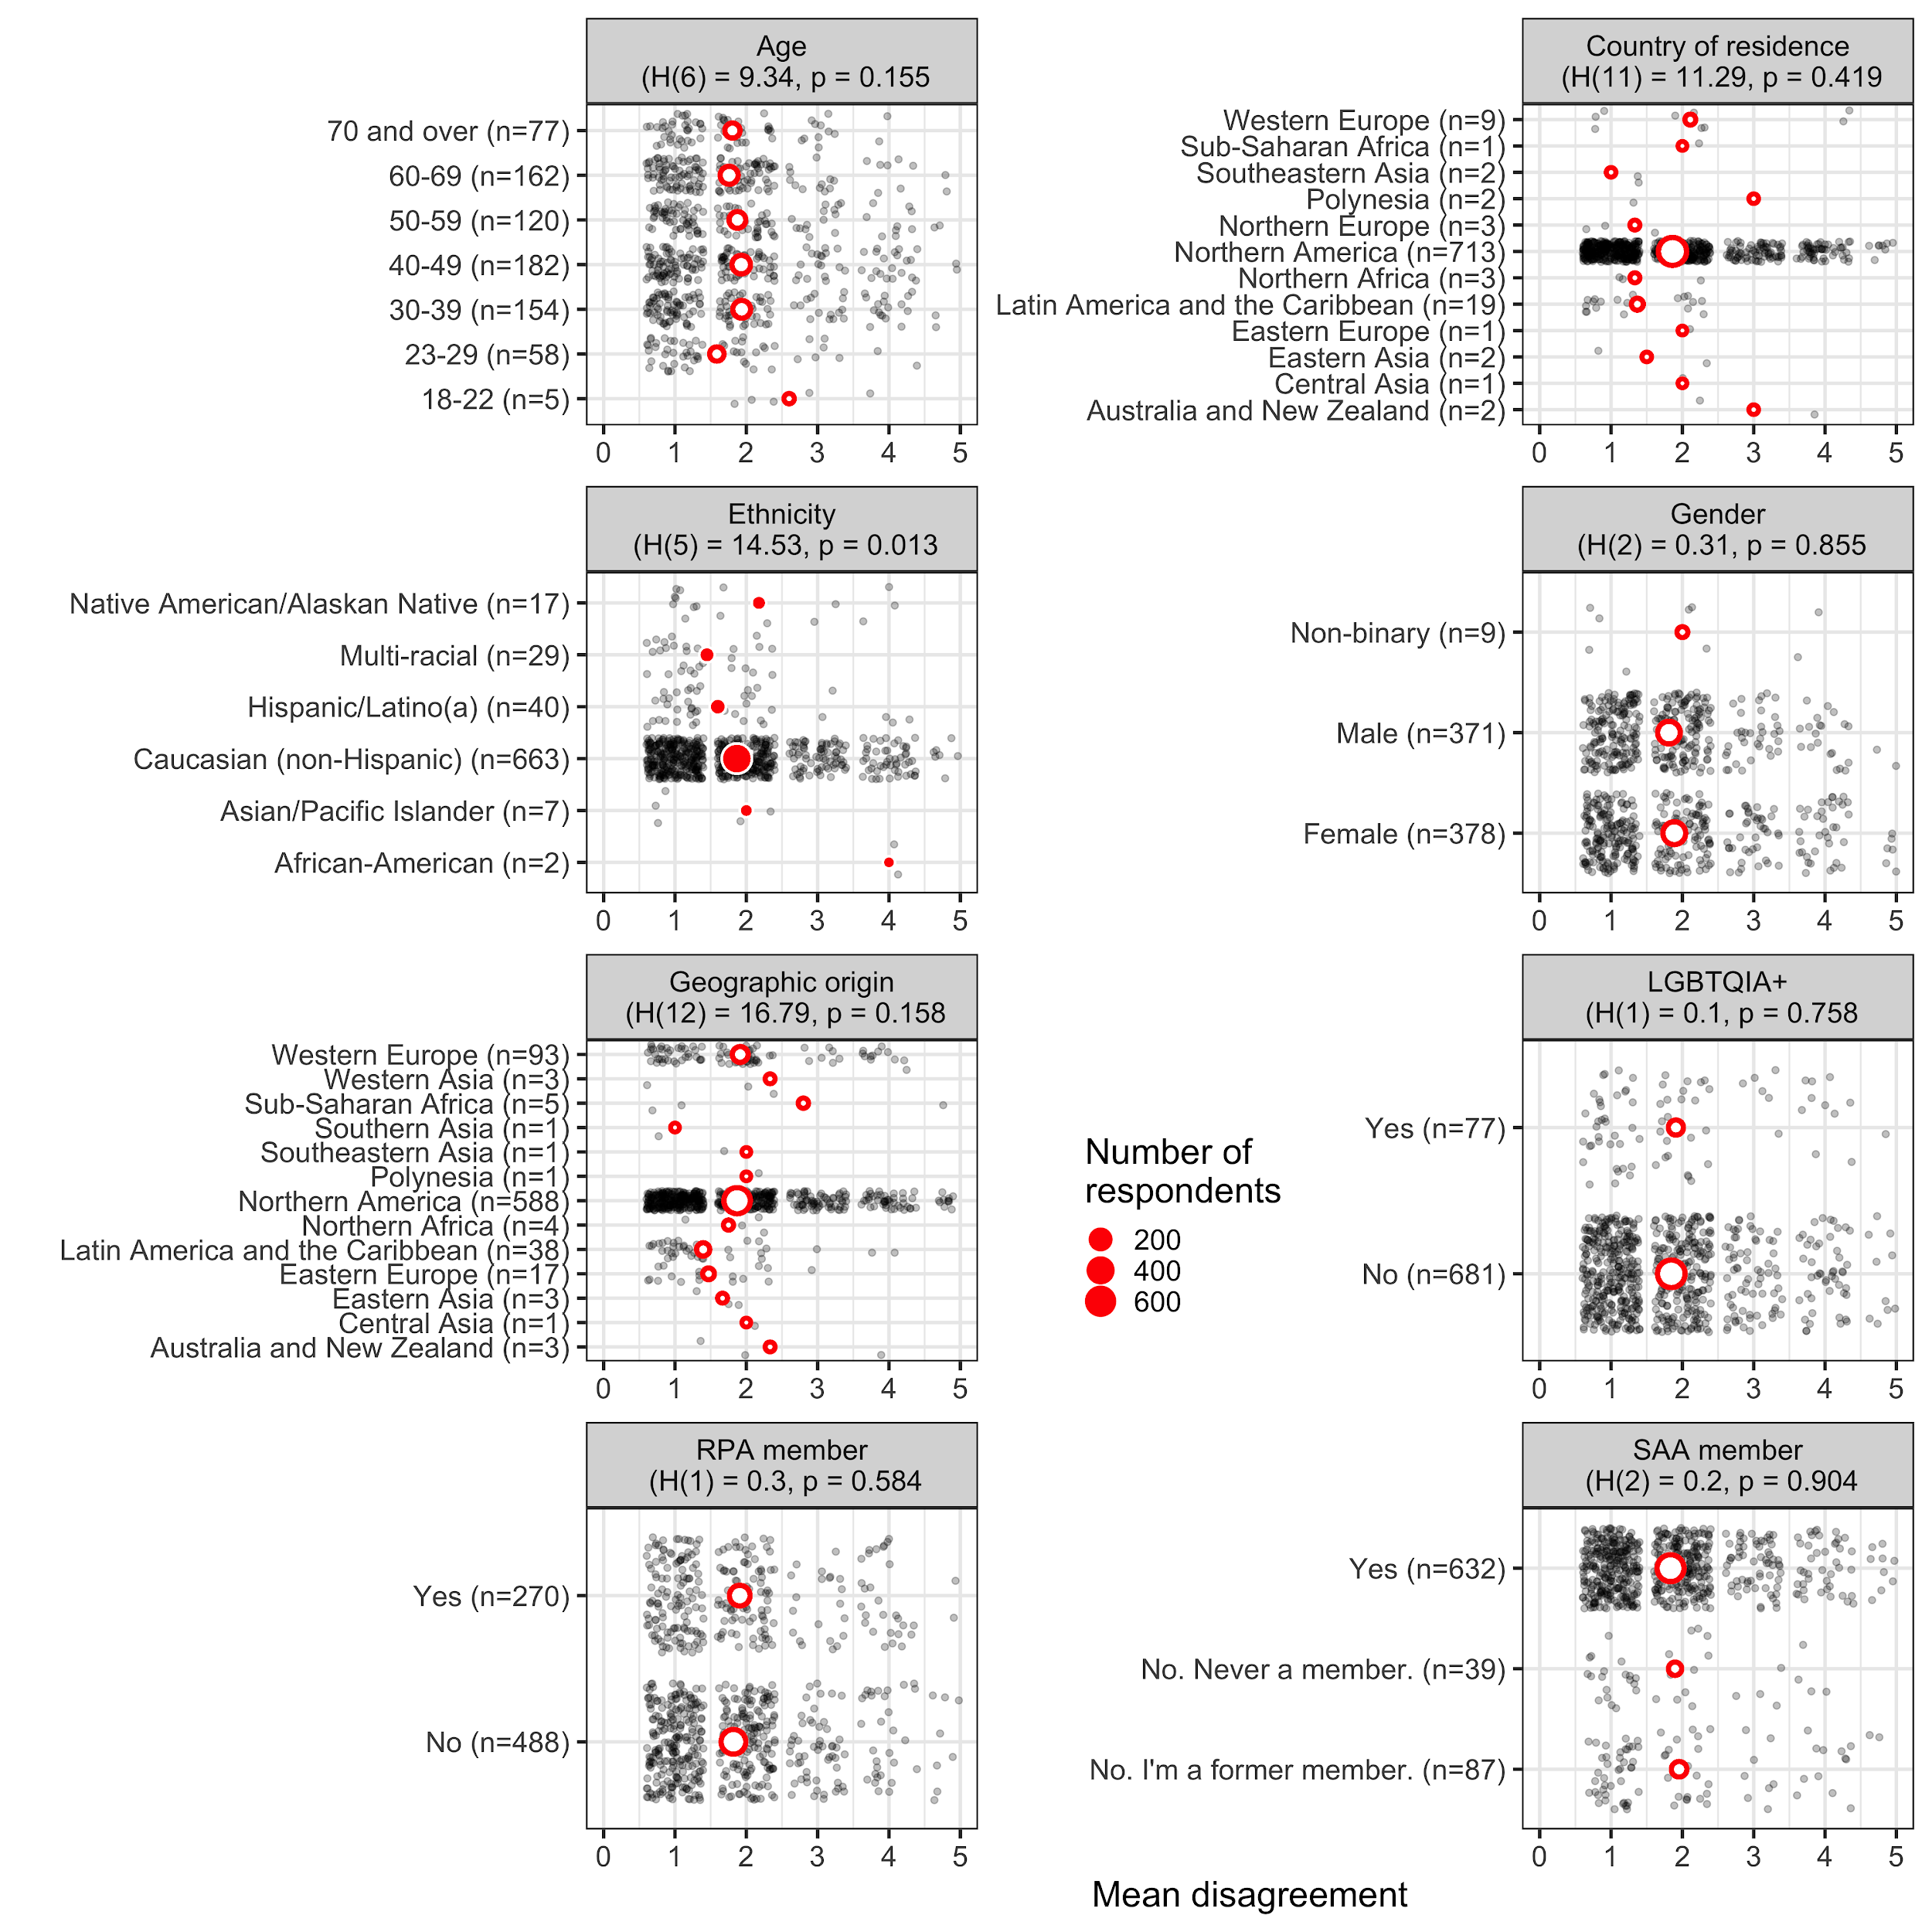 Age
(H(6) = 9.34, p = 0.155)
70 and over (n=77)
60-69 (n=162)
50-59 (n=120)
40-49 (n=182)
30-39 (n=154)
23-29 (n=58)
18-22 (n=5)
0 1 2 3 4 5
Country of residence
(H(11) = 11.29, p = 0.419)
Western Europe (n=9)
Sub-Saharan Africa (n=1)
Southeastern Asia (n=2)
Polynesia (n=2)
Northern Europe (n=3)
Northern America (n=713)
Northern Africa (n=3)
Latin America and the Caribbean (n=19)
Eastern Europe (n=1)
Eastern Asia (n=2)
Central Asia (n=1)
Australia and New Zealand (n=2)
0 1 2 3 4 5
Ethnicity
(H(5) = 14.53, p = 0.013)
Native American/Alaskan Native (n=17)
Multi-racial (n=29)
Hispanic/Latino(a) (n=40)
Caucasian (non-Hispanic) (n=663)
Asian/Pacific Islander (n=7)
African-American (n=2)
0 1 2 3 4 5
Gender
(H(2) = 0.31, p = 0.855)
Non-binary (n=9)
Male (n=371)
Female (n=378)
0 1 2 3 4 5
Geographic origin
(H(12) = 16.79, p = 0.158)
Western Europe (n=93)
Western Asia (n=3)
Sub-Saharan Africa (n=5)
Southern Asia (n=1)
Southeastern Asia (n=1)
Polynesia (n=1)
Northern America (n=588)
Northern Africa (n=4)
Latin America and the Caribbean (n=38)
Eastern Europe (n=17)
Eastern Asia (n=3)
Central Asia (n=1)
Australia and New Zealand (n=3)
0 1 2 3 4 5
Number of
respondents
200
400
600
LGBTQIA+
(H(1) = 0.1, p = 0.758)
Yes (n=77)
No (n=681)
0 1 2 3 4 5
RPA member
(H(1) = 0.3, p = 0.584)
Yes (n=270)
No (n=488)
0 1 2 3 4 5
SAA member
(H(2) = 0.2, p = 0.904)
Yes (n=632)
No. Never a member. (n=39)
No. I'm a former member. (n=87)
0 1 2 3 4 5
Mean disagreement